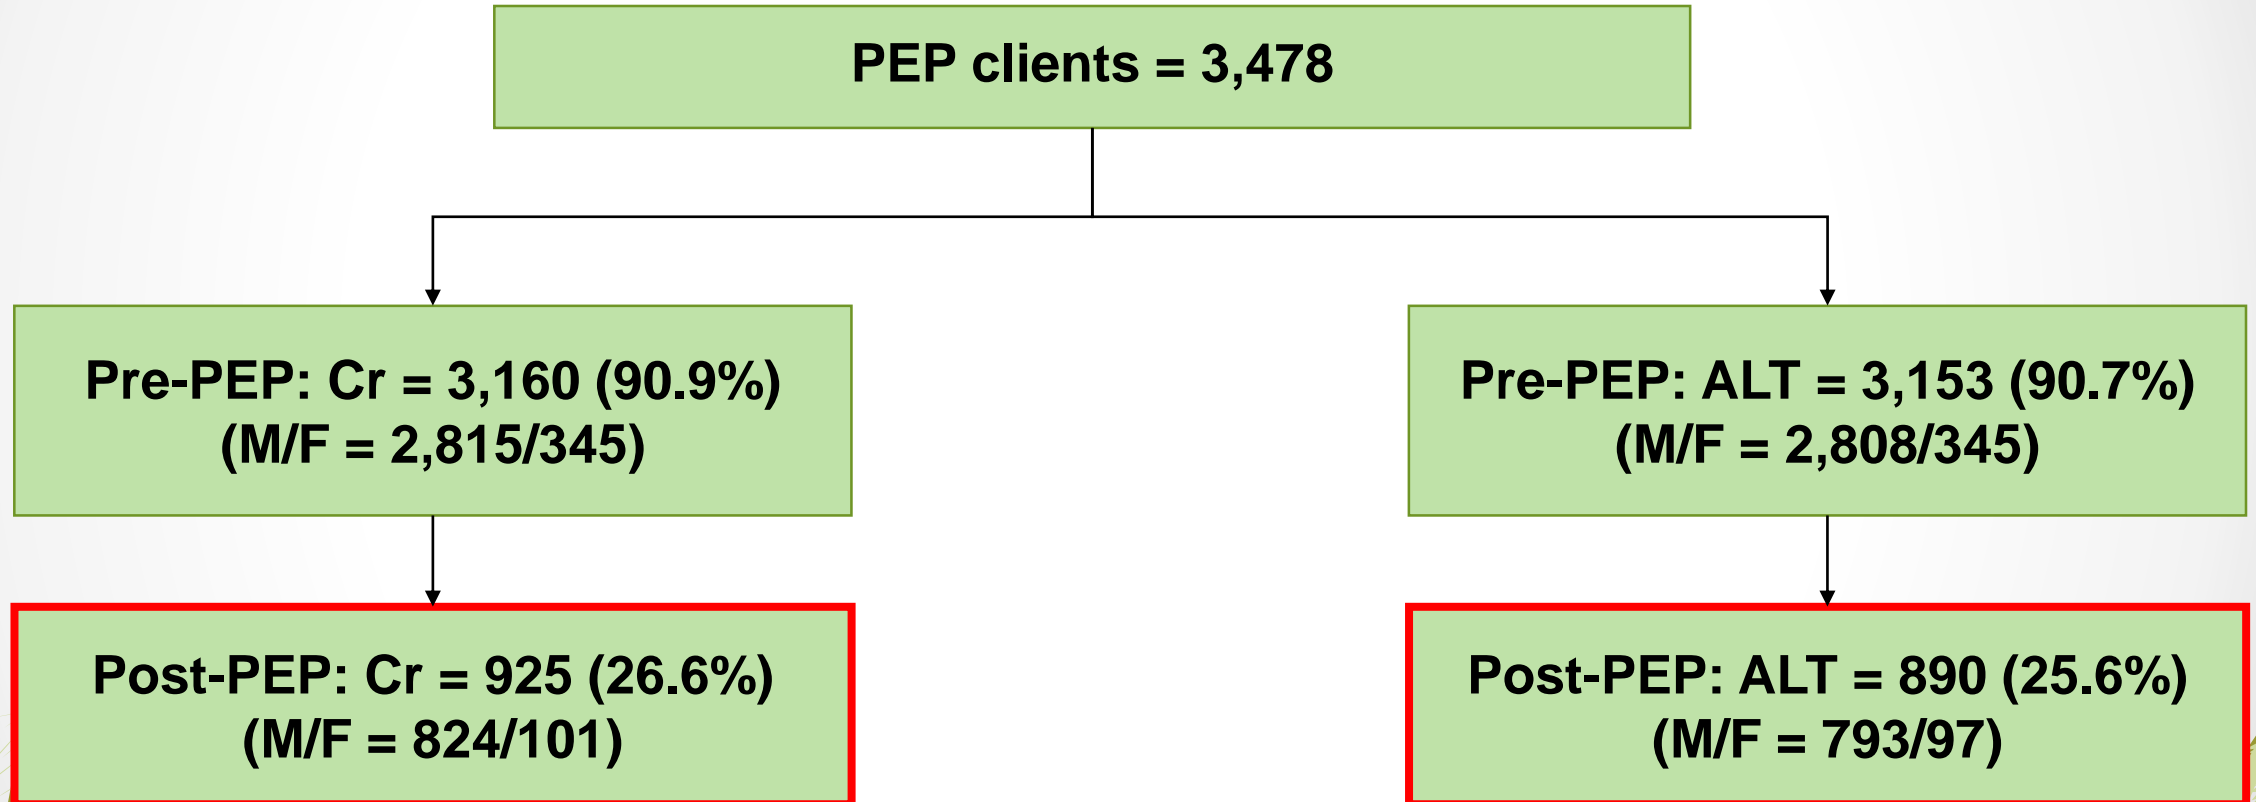 PEP clients = 3,478
Pre-PEP: Cr = 3,160 (90.9%)
(M/F = 2,815/345)
Pre-PEP: ALT = 3,153 (90.7%)
(M/F = 2,808/345)
Post-PEP: Cr = 925 (26.6%)
(M/F = 824/101)
Post-PEP: ALT = 890 (25.6%)
(M/F = 793/97)